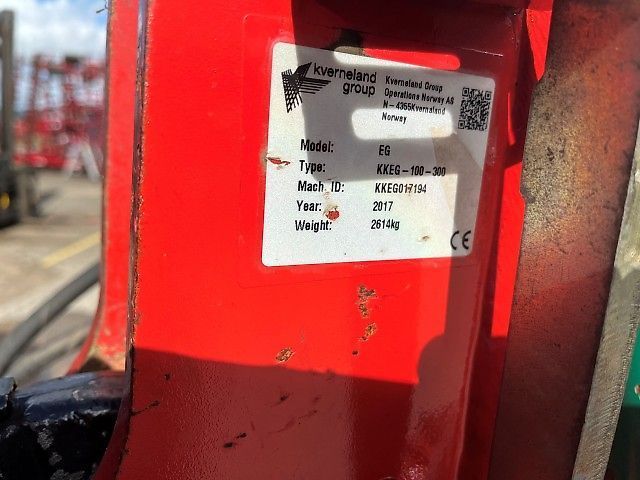 kverneland
group
Kverneland Group
Operations Norway AS
N - 4355Kvernaland
Norway
Model: EG
Type: KKEG-100-300
Mach. ID: KKEG017194
Year: 2017
Weight: 2614kg
CE